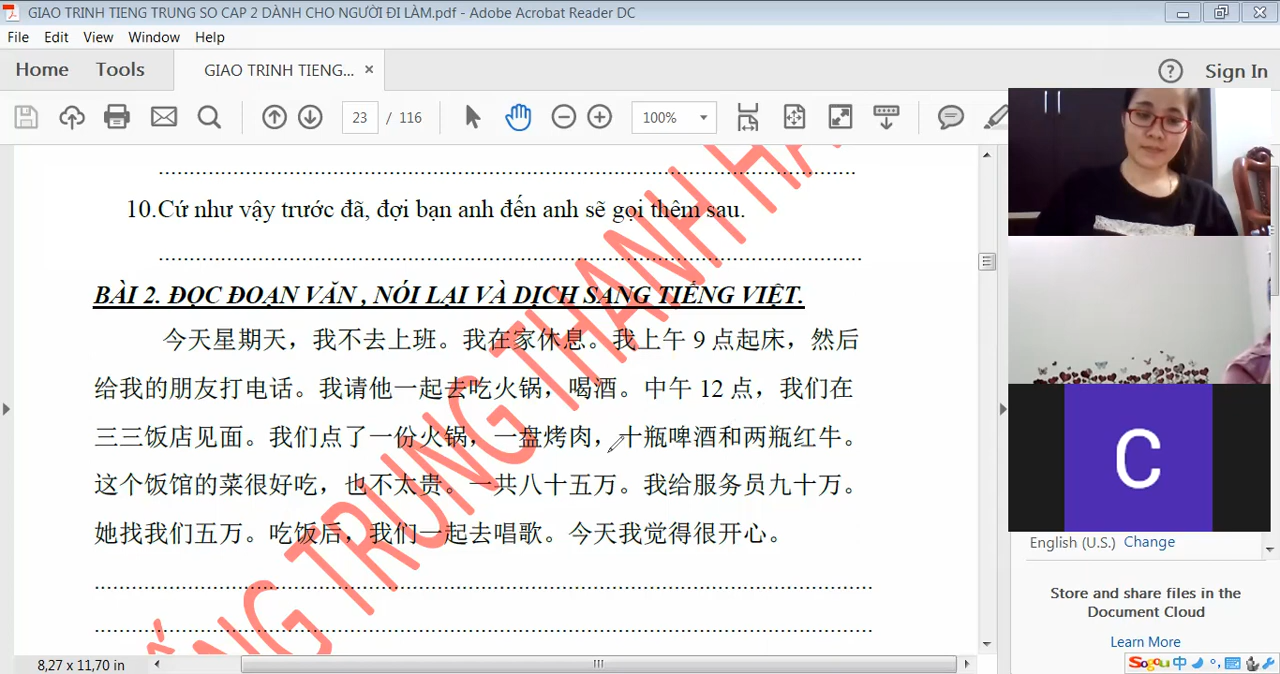 GIAO TRINH TIENG TRUNG SO CAP 2 DÀNH CHO NGƯỜI ĐI LÀM.pdf - Adobe Acrobat Reader DC
File Edit View Window Help
Home Tools GIAO TRINH TIENG... × ? Sign In
23 / 116 100%
10.Cứ như vậy trước đã, đợi bạn anh đến anh sẽ gọi thêm sau.
BÀI 2. ĐỌC ĐOẠN VĂN , NÓI LẠI VÀ DỊCH SANG TIẾNG VIỆT.
今天星期天，我不去上班。我在家休息。我上午 9 点起床，然后
给我的朋友打电话。我请他一起去吃火锅，喝酒。中午 12 点，我们在
三三饭店见面。我们点了一份火锅，一盘烤肉，十瓶啤酒和两瓶红牛。
这个饭馆的菜很好吃，也不太贵。一共八十五万。我给服务员九十万。
她找我们五万。吃饭后，我们一起去唱歌。今天我觉得很开心。
TIẾNG TRUNG THANH HÀ
C
English (U.S.) Change
Store and share files in the
Document Cloud
Learn More
8,27 x 11,70 in
Sogou 中